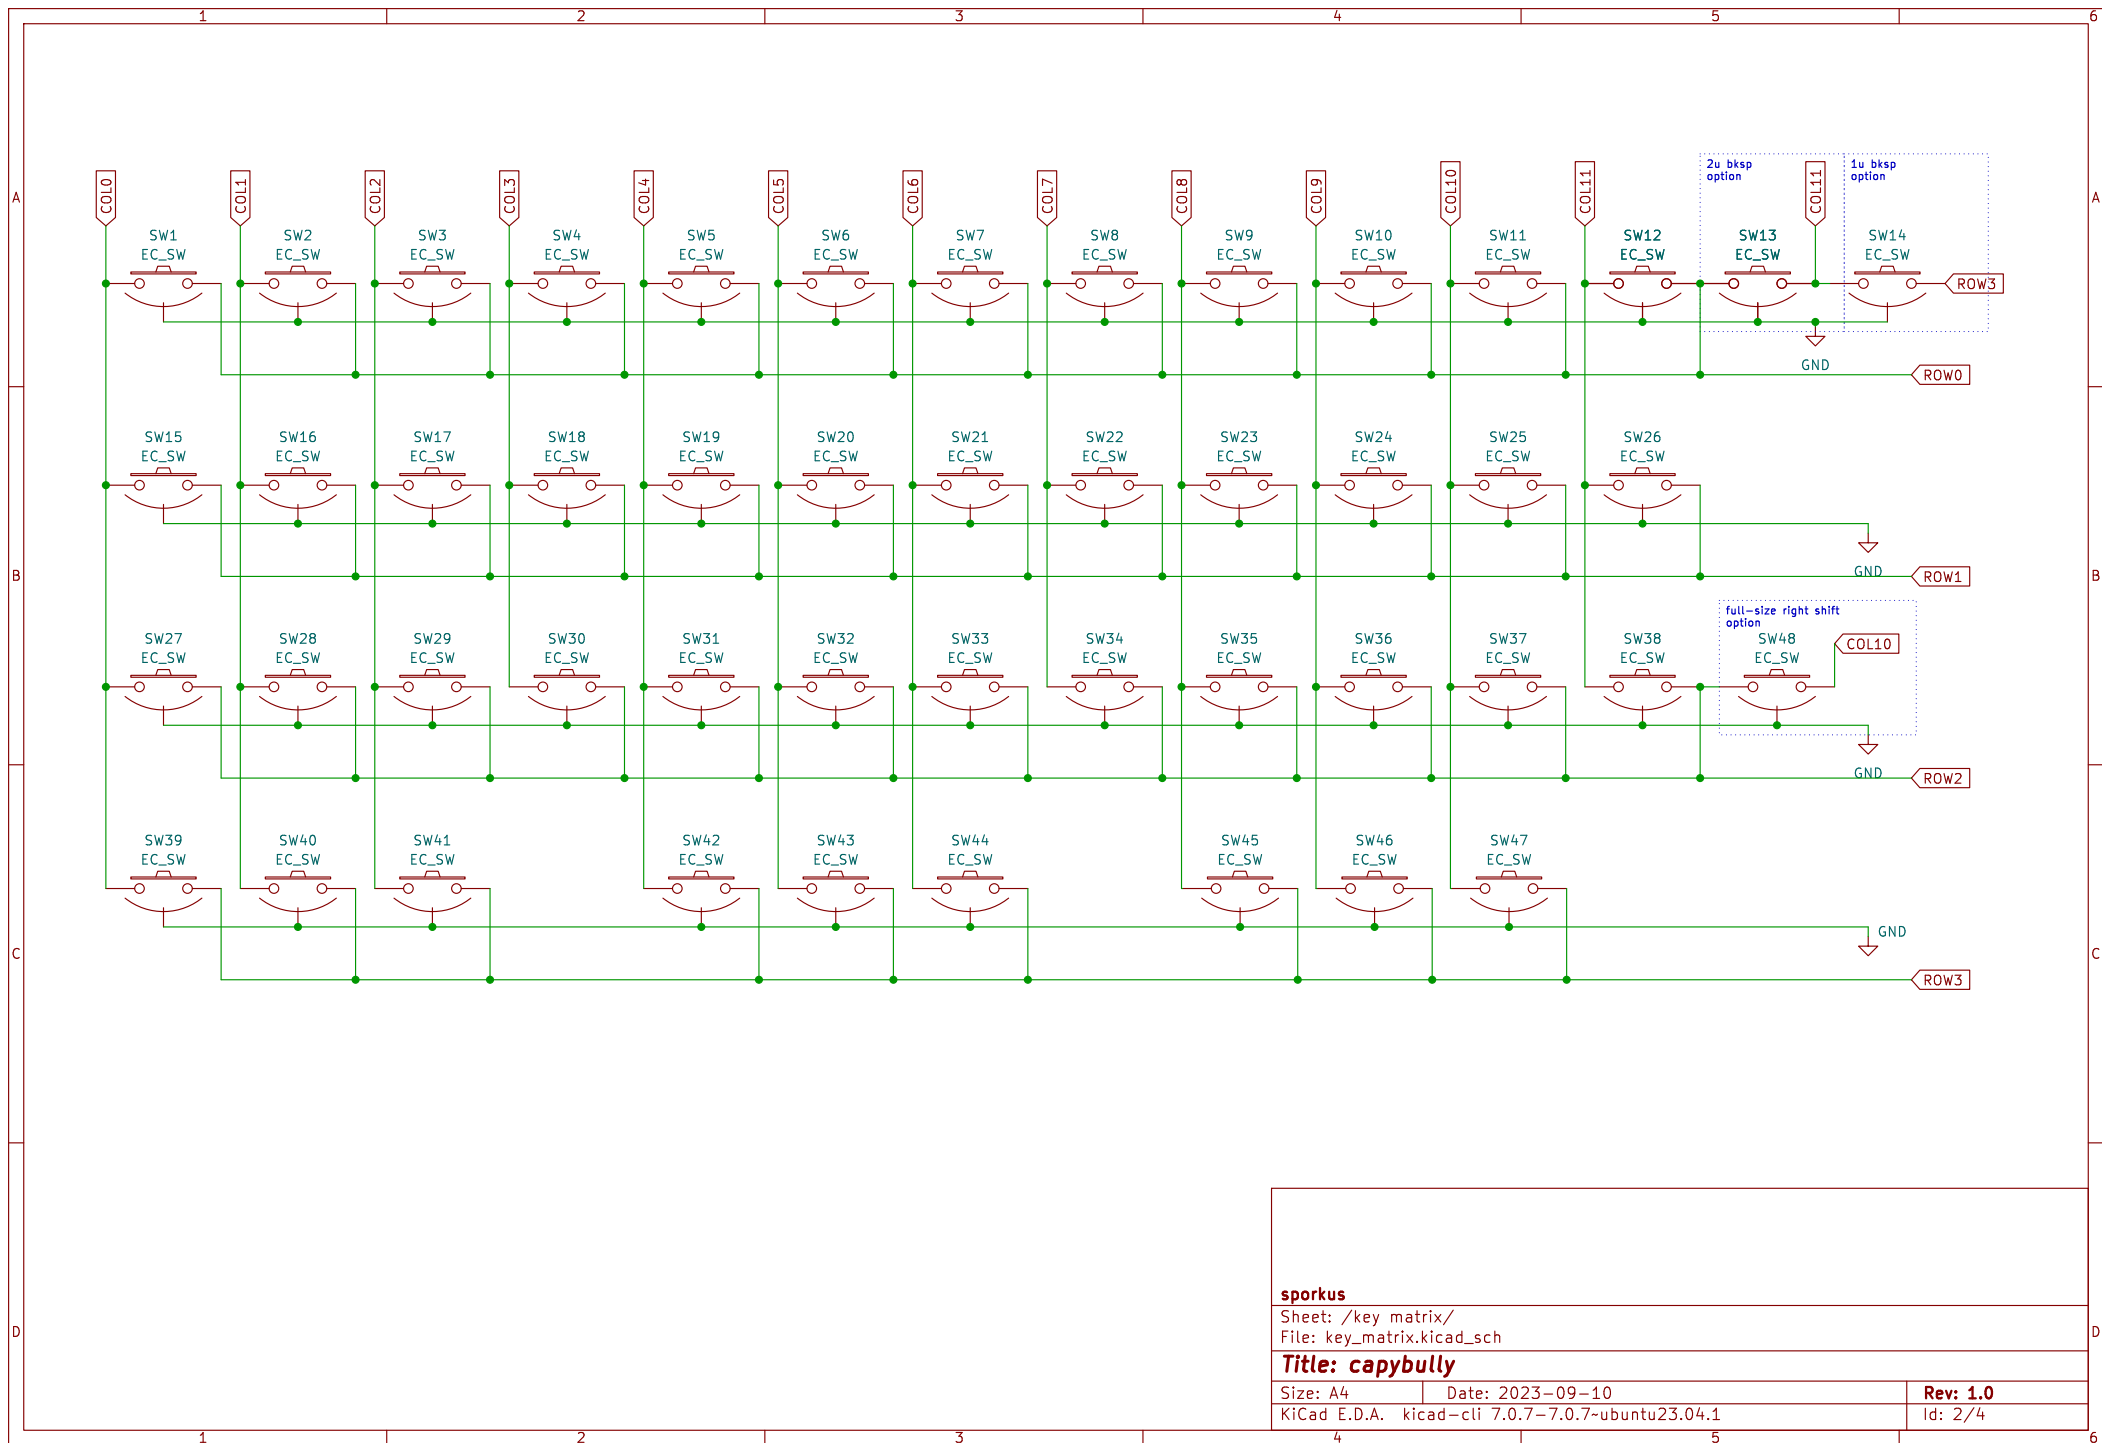 1 2 3 4 5 6
A A
COL0 COL1 COL2 COL3 COL4 COL5 COL6 COL7 COL8 COL9 COL10 COL11 COL11
2u bksp
option
1u bksp
option
SW1 SW2 SW3 SW4 SW5 SW6 SW7 SW8 SW9 SW10 SW11 SW12 SW13 SW14
EC_SW EC_SW EC_SW EC_SW EC_SW EC_SW EC_SW EC_SW EC_SW EC_SW EC_SW EC_SW EC_SW EC_SW
ROW3
GND
ROW0
SW15 SW16 SW17 SW18 SW19 SW20 SW21 SW22 SW23 SW24 SW25 SW26
EC_SW EC_SW EC_SW EC_SW EC_SW EC_SW EC_SW EC_SW EC_SW EC_SW EC_SW EC_SW
GND
B ROW1 B
full-size right shift
option
SW27 SW28 SW29 SW30 SW31 SW32 SW33 SW34 SW35 SW36 SW37 SW38 SW48
COL10
EC_SW EC_SW EC_SW EC_SW EC_SW EC_SW EC_SW EC_SW EC_SW EC_SW EC_SW EC_SW EC_SW
GND
ROW2
SW39 SW40 SW41 SW42 SW43 SW44 SW45 SW46 SW47
EC_SW EC_SW EC_SW EC_SW EC_SW EC_SW EC_SW EC_SW EC_SW
GND
C C
ROW3
sporkus
Sheet: /key matrix/
File: key_matrix.kicad_sch
D D
Title: capybully
Size: A4 Date: 2023-09-10 Rev: 1.0
KiCad E.D.A. kicad-cli 7.0.7-7.0.7~ubuntu23.04.1 Id: 2/4
1 2 3 4 5 6